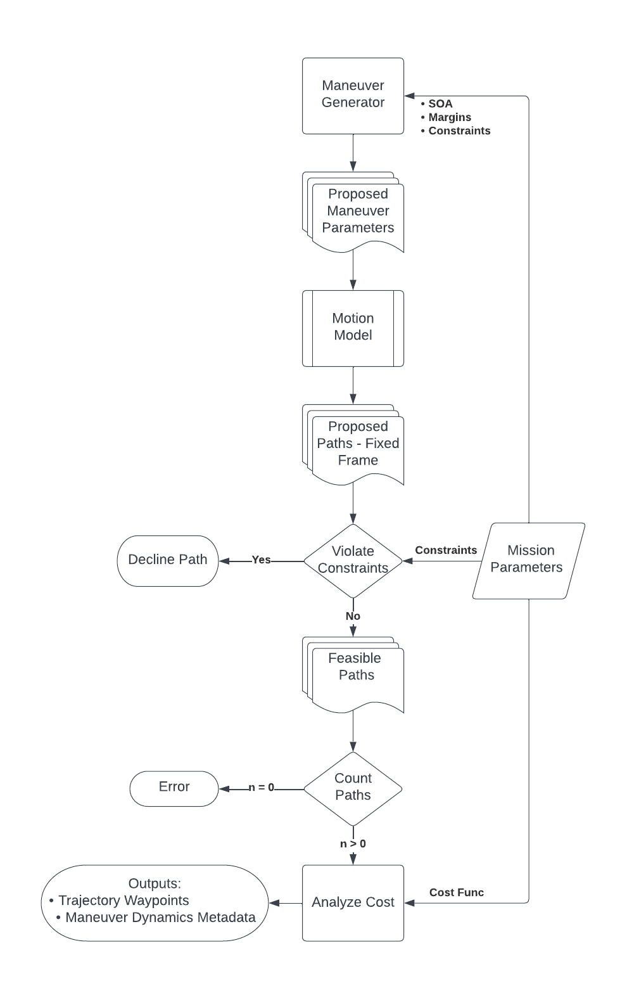 Maneuver
Generator
• SOA
• Margins
• Constraints
Proposed
Maneuver
Parameters
Motion
Model
Proposed
Paths - Fixed
Frame
Decline Path
Yes
Violate
Constraints
Constraints
Mission
Parameters
No
Feasible
Paths
Error
n = 0
Count
Paths
n > 0
Outputs:
• Trajectory Waypoints
• Maneuver Dynamics Metadata
Analyze Cost
Cost Func